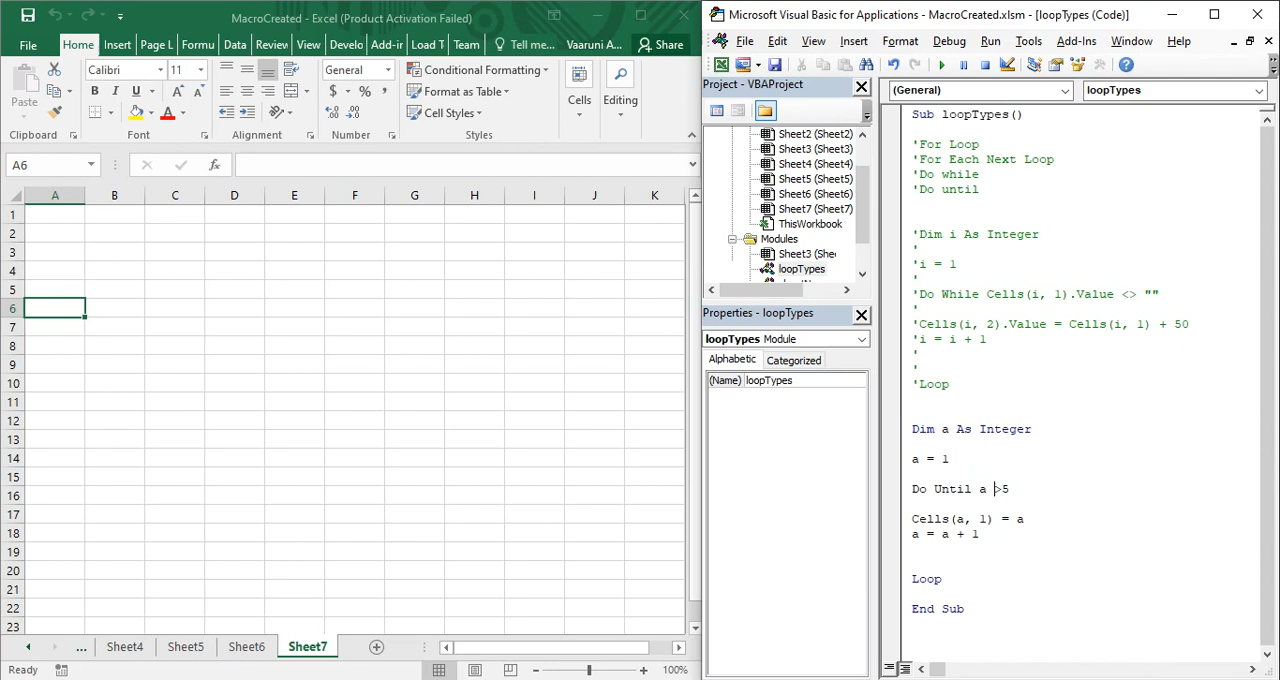 MacroCreated - Excel (Product Activation Failed)
File Home Insert Page L Formu Data Review View Develo Add-ir Load T Team Tell me... Vaaruni A... Share
Calibri 11 General Conditional Formatting
Paste B I U $ % Format as Table Cells Editing
Cell Styles
Clipboard Font Alignment Number Styles
A6 fx
A B C D E F G H I J K
1
2
3
4
5
6
7
8
9
10
11
12
13
14
15
16
17
18
19
20
21
22
23
... Sheet4 Sheet5 Sheet6 Sheet7
Ready 100%
Microsoft Visual Basic for Applications - MacroCreated.xlsm - [loopTypes (Code)]
File Edit View Insert Format Debug Run Tools Add-Ins Window Help
Project - VBAProject
Sheet2 (Sheet2)
Sheet3 (Sheet3)
Sheet4 (Sheet4)
Sheet5 (Sheet5)
Sheet6 (Sheet6)
Sheet7 (Sheet7)
ThisWorkbook
Modules
Sheet3 (Shee
loopTypes
Properties - loopTypes
loopTypes Module
Alphabetic Categorized
(Name) loopTypes
(General) loopTypes
Sub loopTypes()
'For Loop
'For Each Next Loop
'Do while
'Do until
'Dim i As Integer
'
'i = 1
'
'Do While Cells(i, 1).Value <> ""
'
'Cells(i, 2).Value = Cells(i, 1) + 50
'i = i + 1
'
'
'Loop
Dim a As Integer
a = 1
Do Until a >5
Cells(a, 1) = a
a = a + 1
Loop
End Sub